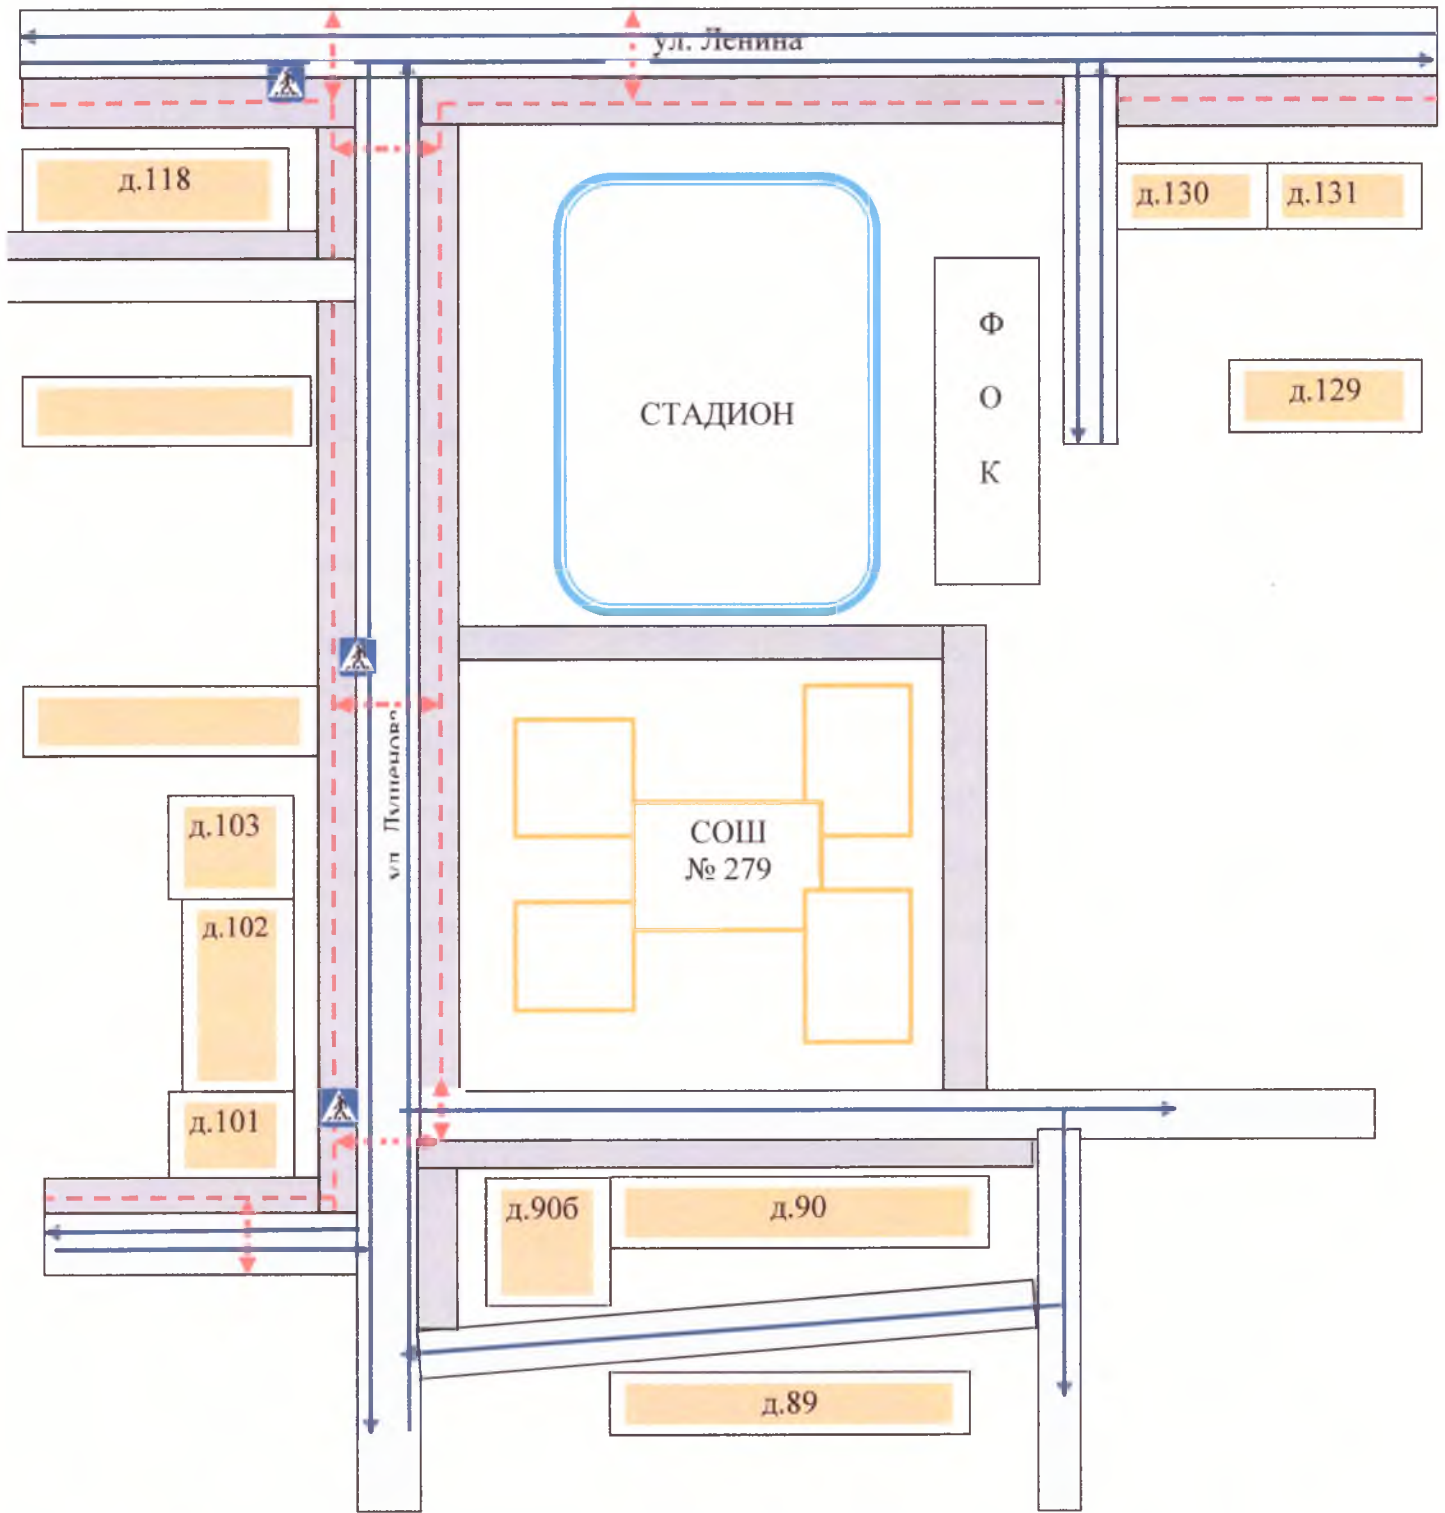 ул. Ленина
д.118
д.130
д.131
Ф
О
К
д.129
СТАДИОН
СОШ
№ 279
д.103
д.102
д.101
д.90б
д.90
д.89